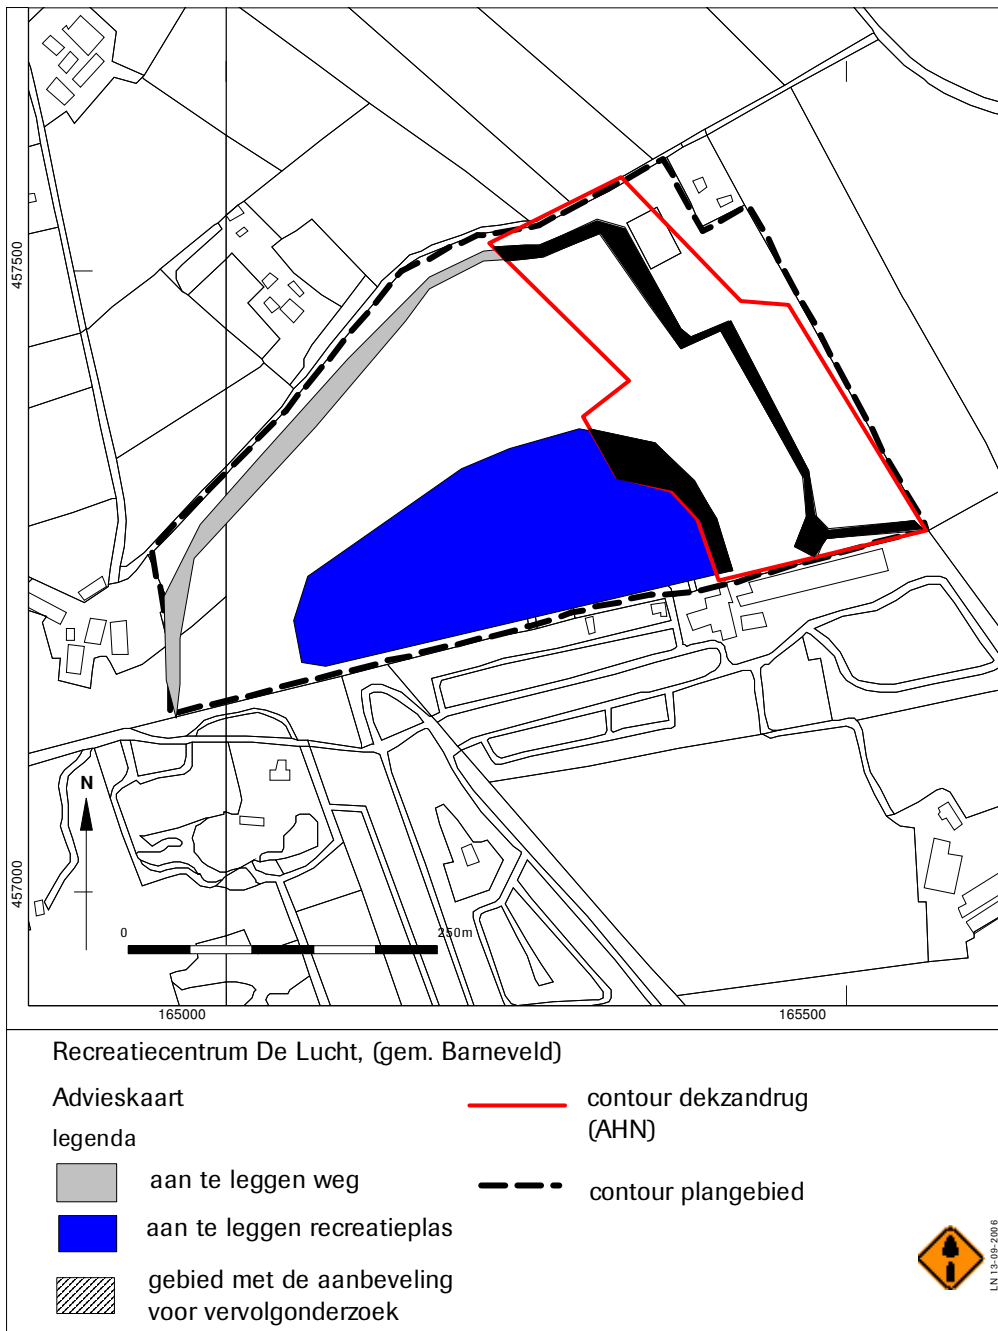 457500
457000
N
0
250m
165000
165500
Recreatiecentrum De Lucht, (gem. Barneveld)
Advieskaart
legenda
aan te leggen weg
aan te leggen recreatieplas
gebied met de aanbeveling
voor vervolgonderzoek
contour dekzandrug
(AHN)
contour plangebied
LN 13-09-2006